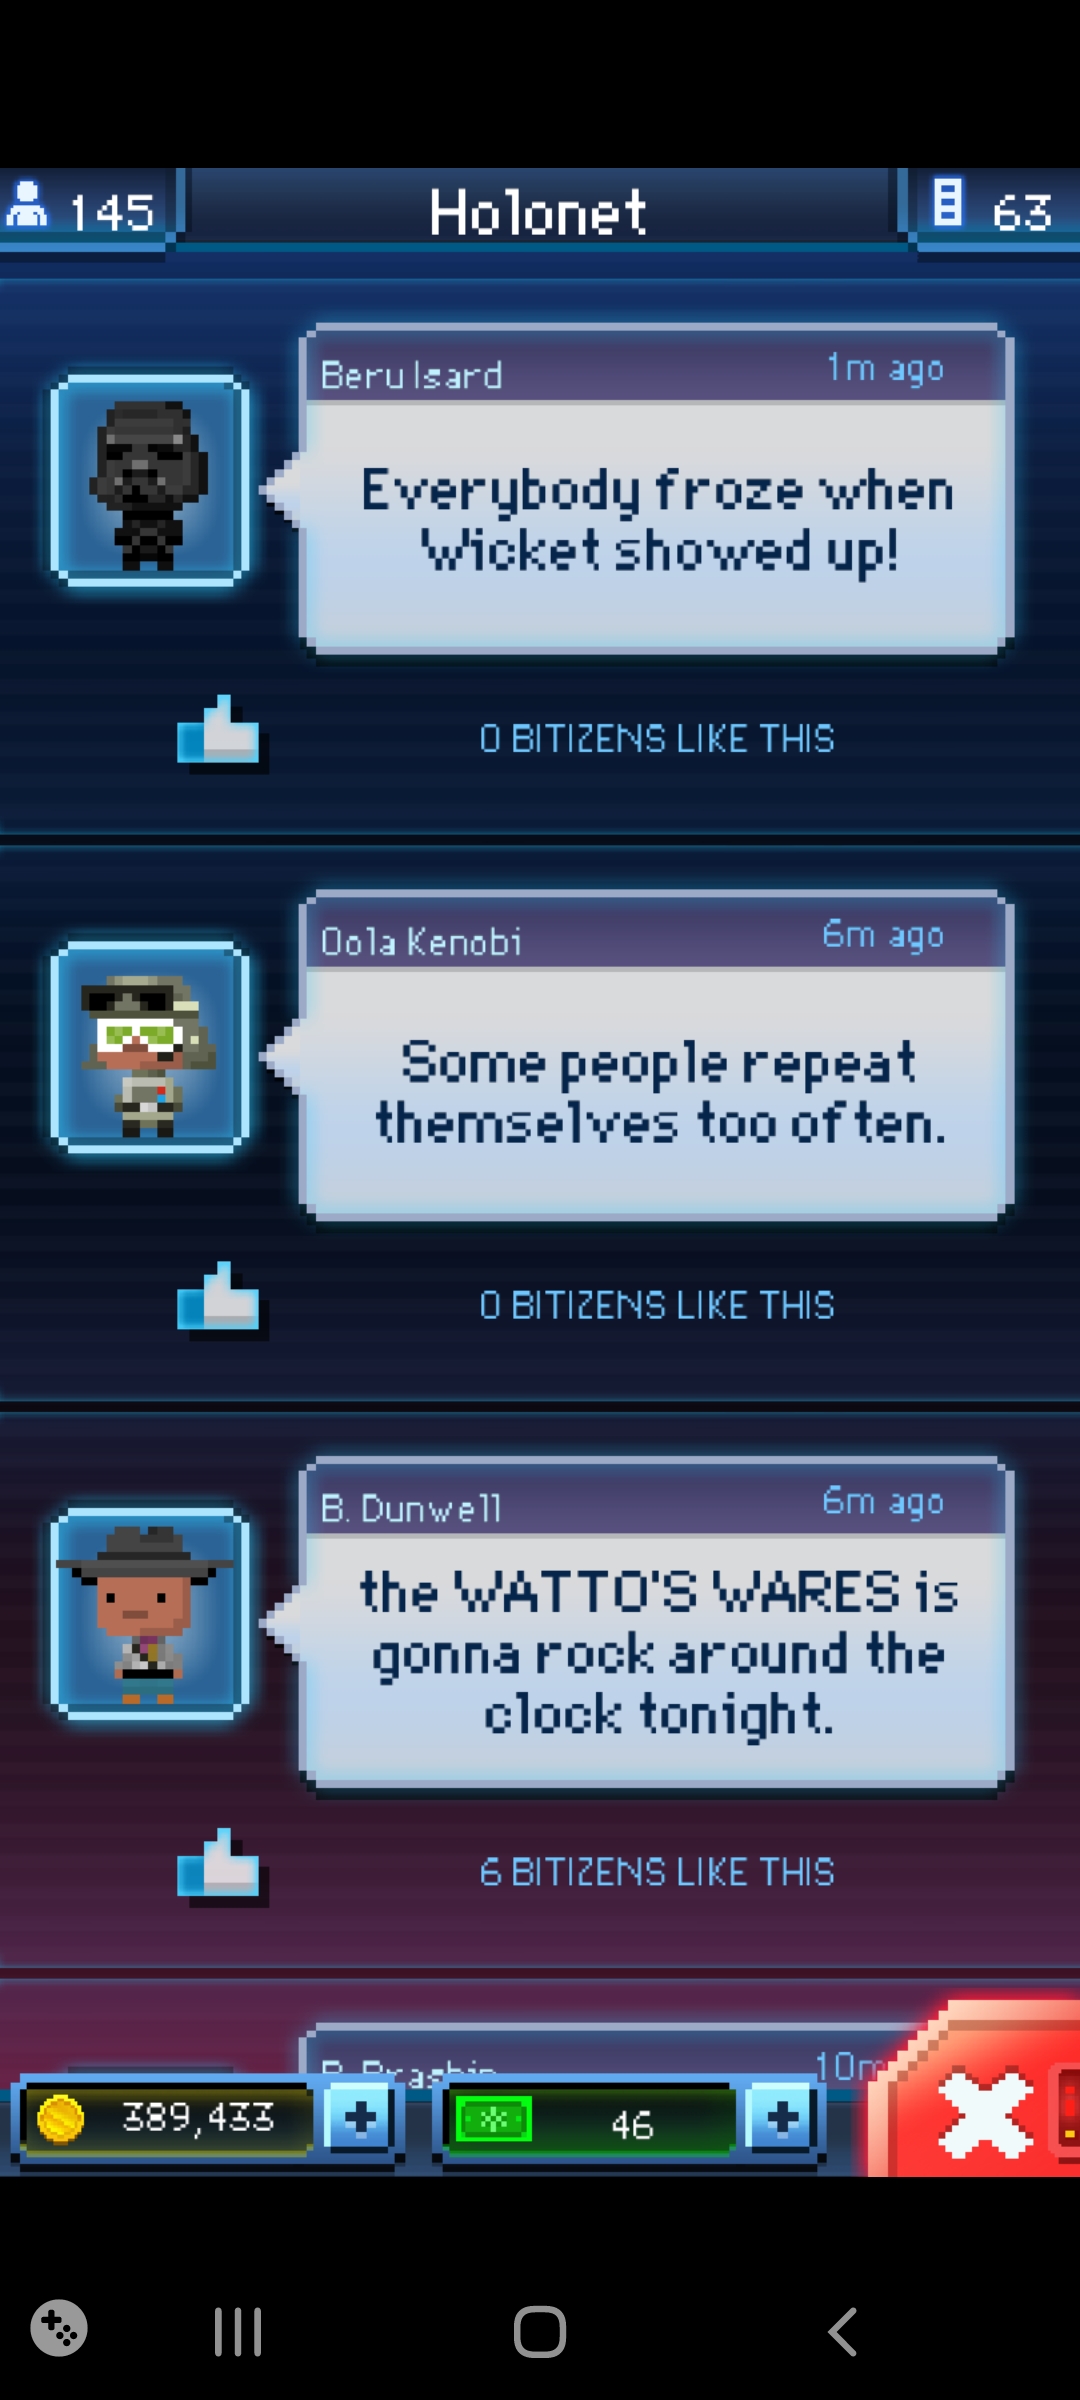 145 Holonet 63
Beru Isard 1m ago
Everybody froze when
Wicket showed up!
0 BITIZENS LIKE THIS
Oola Kenobi 6m ago
Some people repeat
themselves too often.
0 BITIZENS LIKE THIS
B. Dunwell 6m ago
the WATTO'S WARES is
gonna rock around the
clock tonight.
6 BITIZENS LIKE THIS
10m
389,433 46